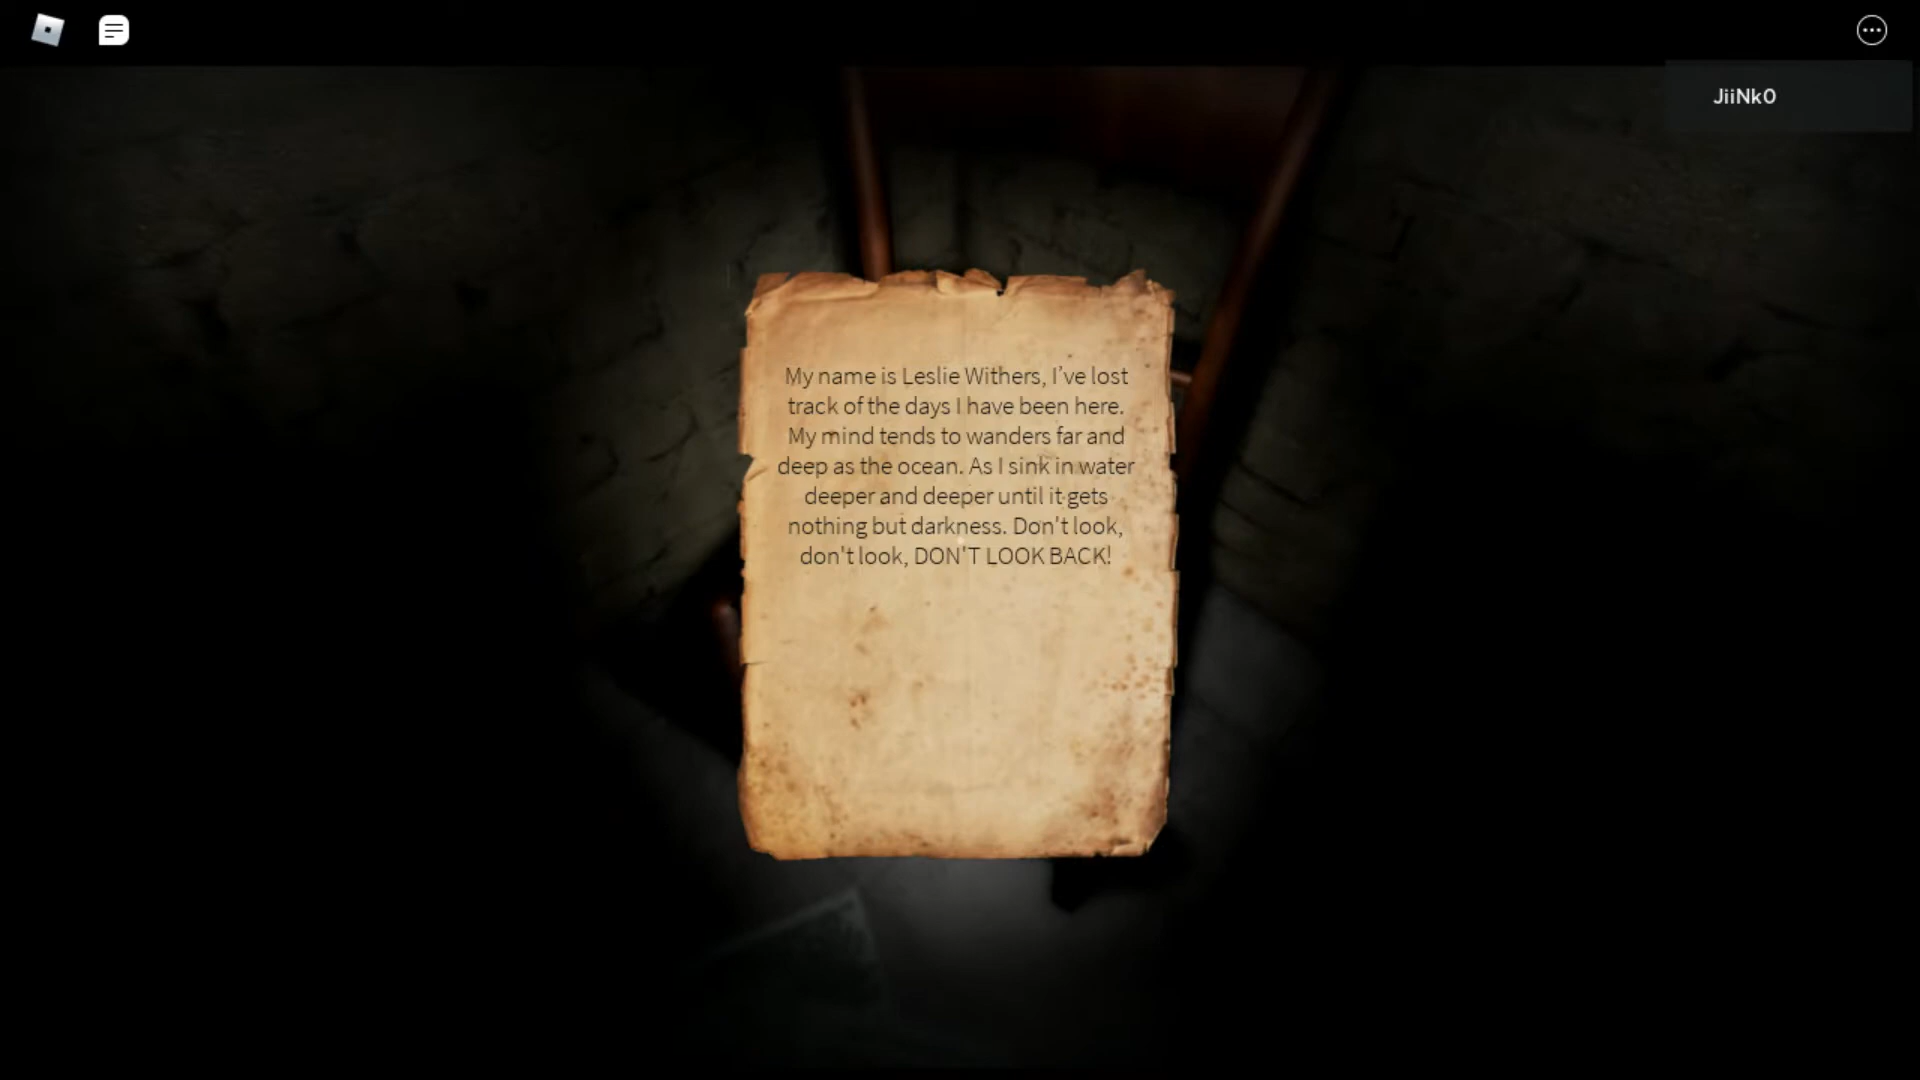 JiiNk0
My name is Leslie Withers, I've lost
track of the days I have been here.
My mind tends to wanders far and
deep as the ocean. As I sink in water
deeper and deeper until it gets
nothing but darkness. Don't look,
don't look, DON'T LOOK BACK!